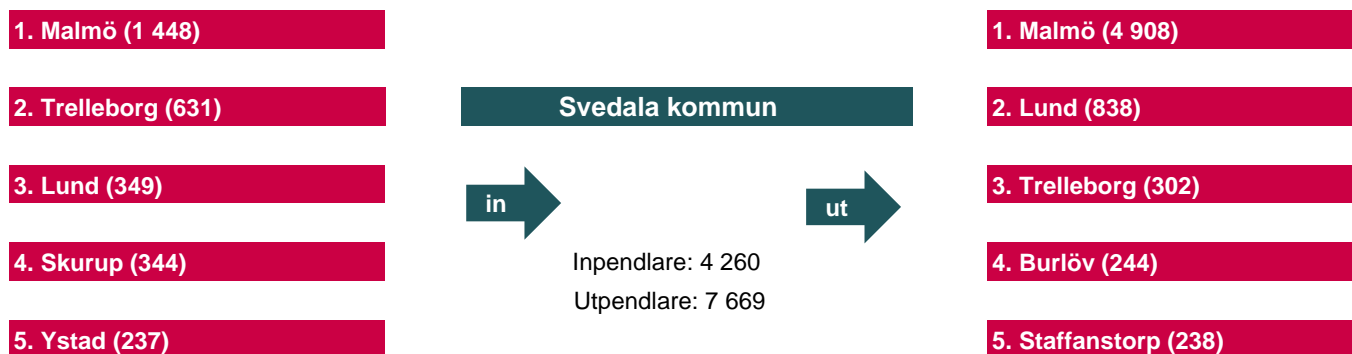 1. Malmö (1 448)
2. Trelleborg (631)
3. Lund (349)
4. Skurup (344)
5. Ystad (237)
Svedala kommun
in
ut
Inpendlare: 4 260
Utpendlare: 7 669
1. Malmö (4 908)
2. Lund (838)
3. Trelleborg (302)
4. Burlöv (244)
5. Staffanstorp (238)